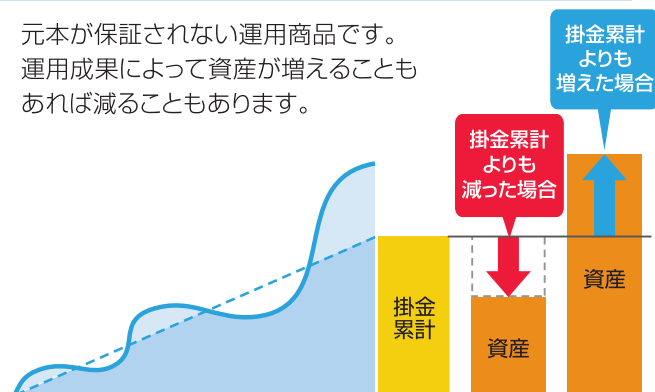 元本が保証されない運用商品です。
運用成果によって資産が増えることも
あれば減ることもあります。
掛金累計
よりも
増えた場合
掛金累計
よりも
減った場合
掛金
累計
資産
資産